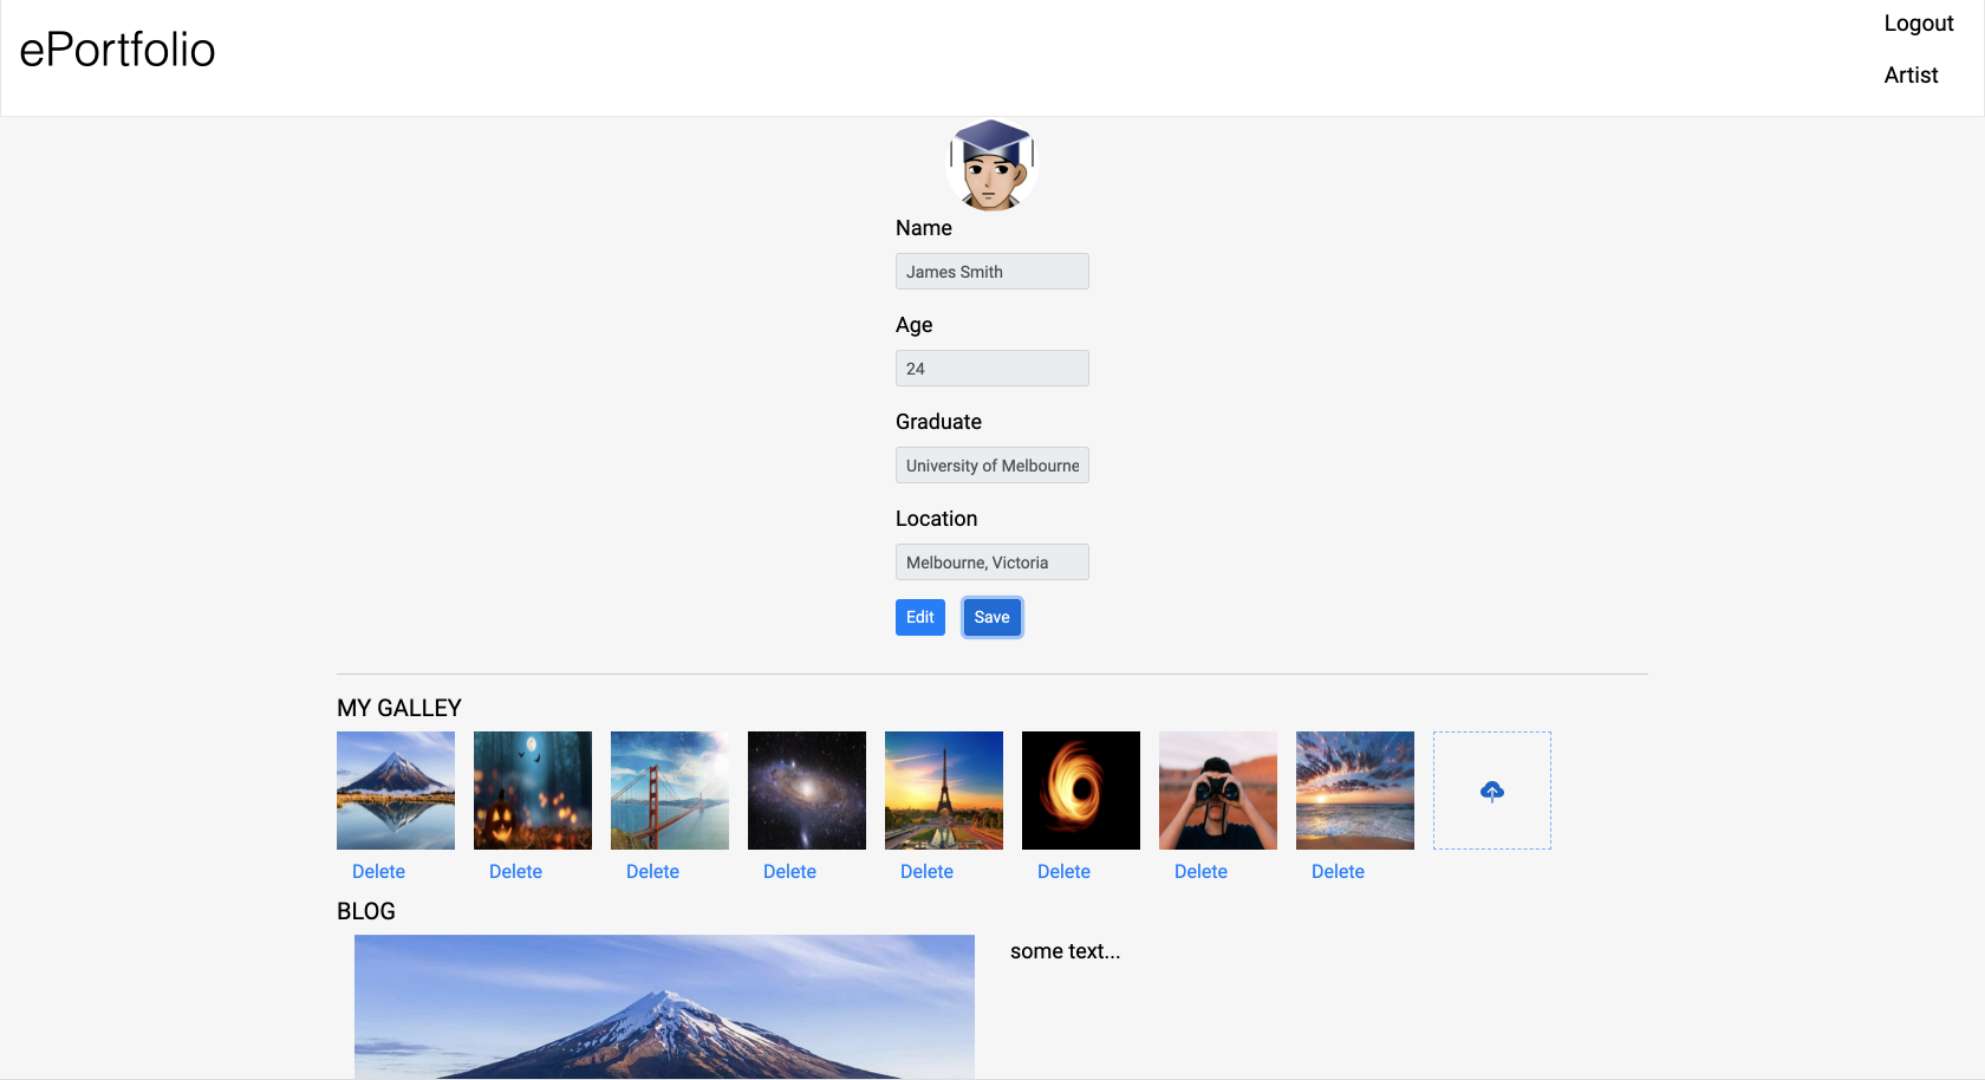 ePortfolio
Logout
Artist
Name
James Smith
Age
24
Graduate
University of Melbourne
Location
Melbourne, Victoria
Edit Save
MY GALLEY
Delete Delete Delete Delete Delete Delete Delete Delete
BLOG
some text...